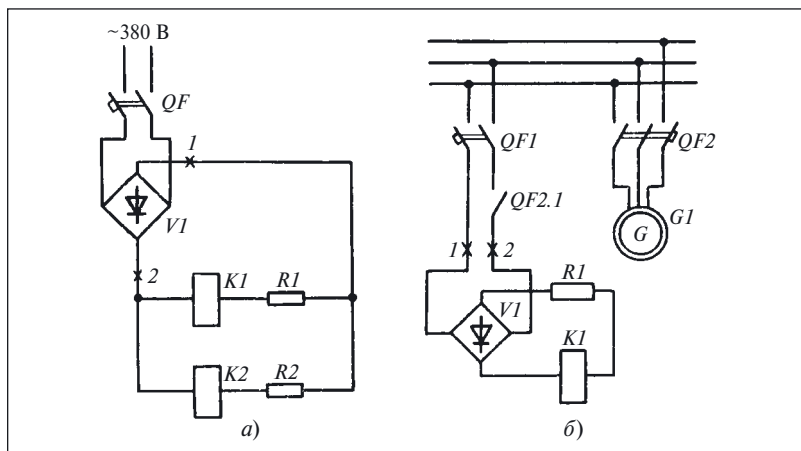 ~380 В
QF
1
V1
2
K1
R1
K2
R2
а)
QF1
QF2
QF2.1
G
G1
1
2
V1
R1
K1
б)